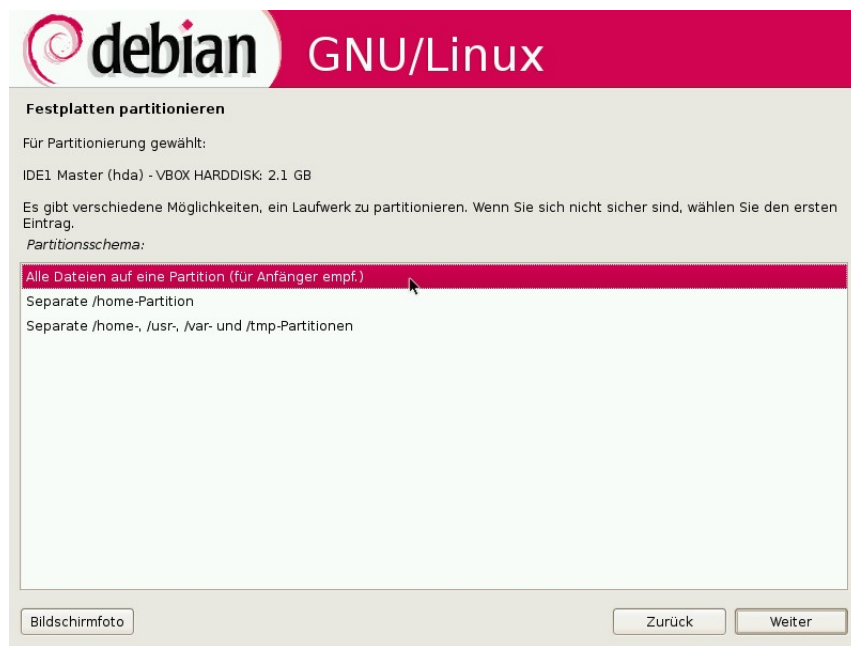 debian GNU/Linux
Festplatten partitionieren
Für Partitionierung gewählt:
IDE1 Master (hda) - VBOX HARDDISK: 2.1 GB
Es gibt verschiedene Möglichkeiten, ein Laufwerk zu partitionieren. Wenn Sie sich nicht sicher sind, wählen Sie den ersten
Eintrag.
Partitionsschema:
Alle Dateien auf eine Partition (für Anfänger empf.)
Separate /home-Partition
Separate /home-, /usr-, /var- und /tmp-Partitionen
Bildschirmfoto
Zurück
Weiter